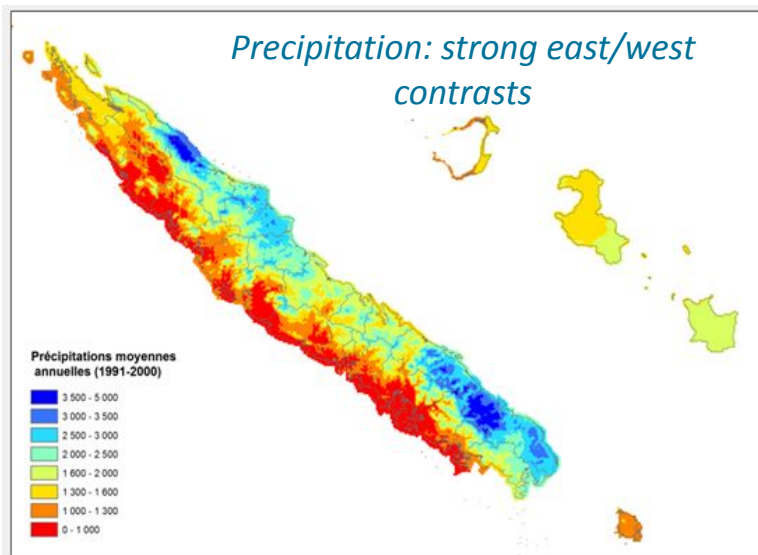 Precipitation: strong east/west
contrasts
Précipitations moyennes
annuelles (1991-2000)
3 500 - 5 000
3 000 - 3 500
2 500 - 3 000
2 000 - 2 500
1 600 - 2 000
1 300 - 1 600
1 000 - 1 300
0 - 1 000